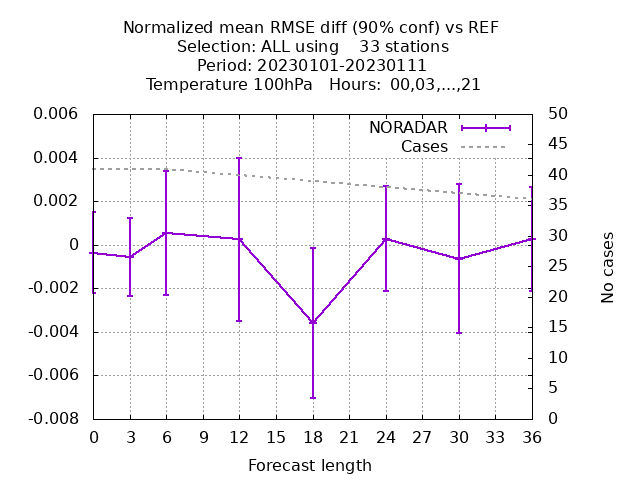 Normalized mean RMSE diff (90% conf) vs REF
Selection: ALL using    33 stations
Period: 20230101-20230111
Temperature 100hPa   Hours: 00,03,...,21
NORADAR
Cases
0.006
0.004
0.002
0
-0.002
-0.004
-0.006
-0.008
50
45
40
35
30
25
20
15
10
5
0
No cases
0 3 6 9 12 15 18 21 24 27 30 33 36
Forecast length